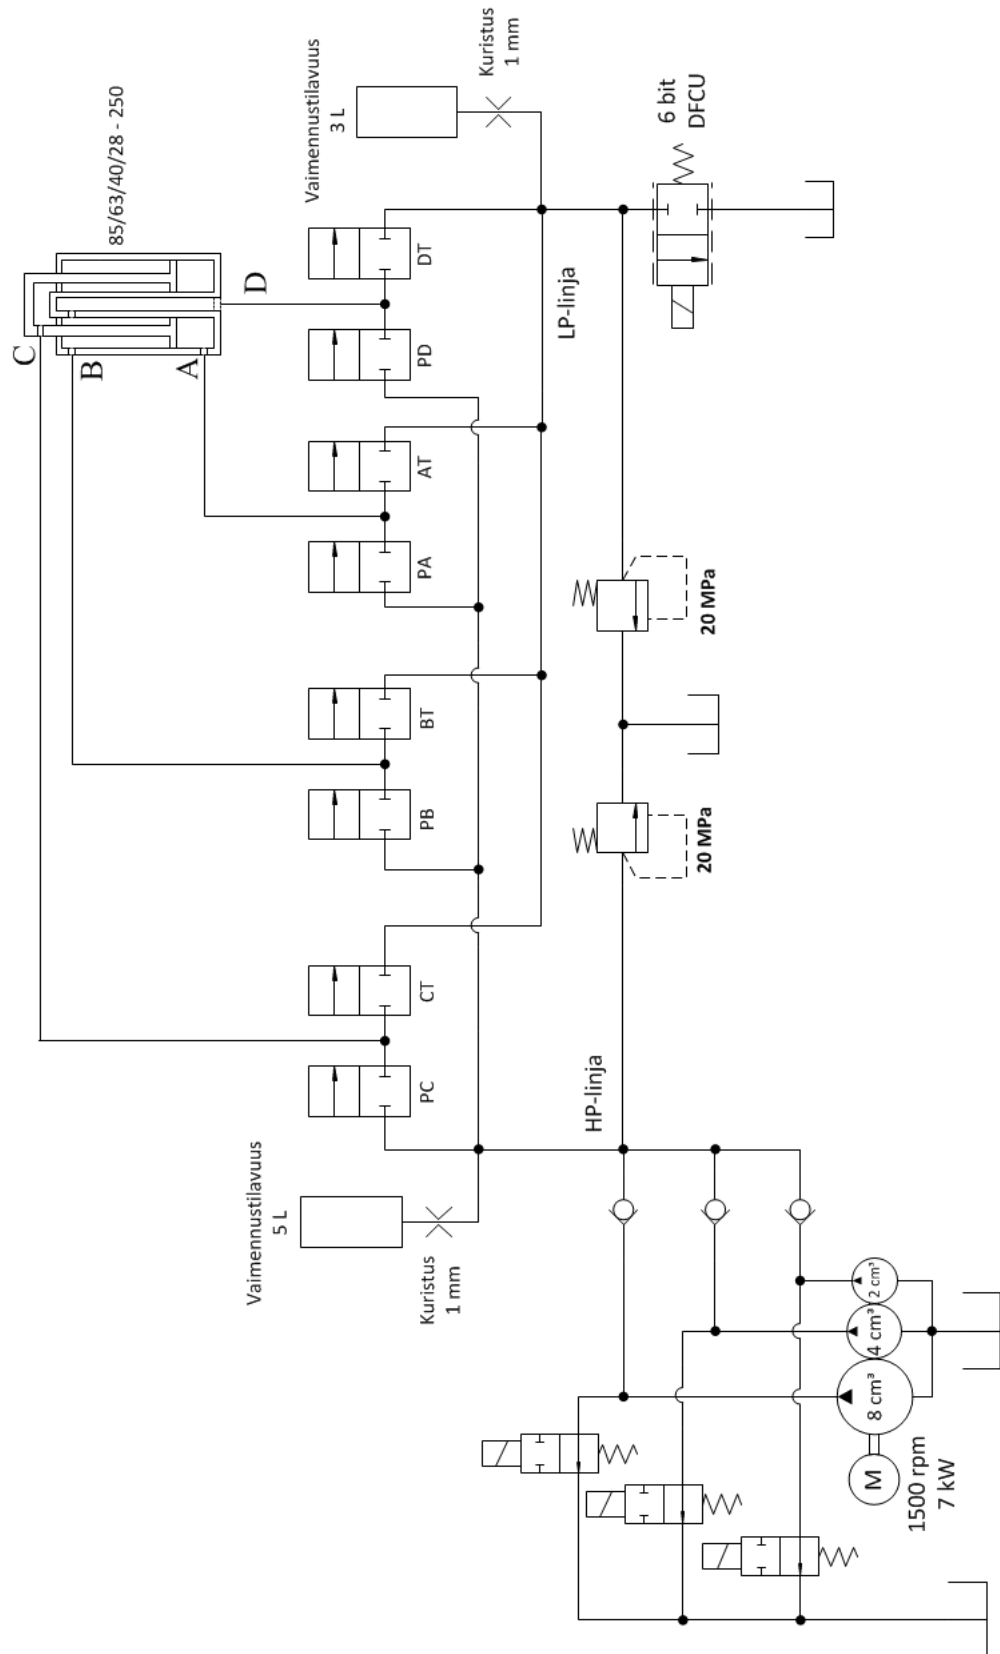 85/63/40/28 - 250
C
B
A
D
Vaimennustilavuus
3 L
Kuristus
1 mm
DT
PD
AT
PA
BT
PB
CT
PC
LP-linja
6 bit
DFCU
20 MPa
20 MPa
HP-linja
Vaimennustilavuus
5 L
Kuristus
1 mm
2 cm³
4 cm³
8 cm³
M
1500 rpm
7 kW